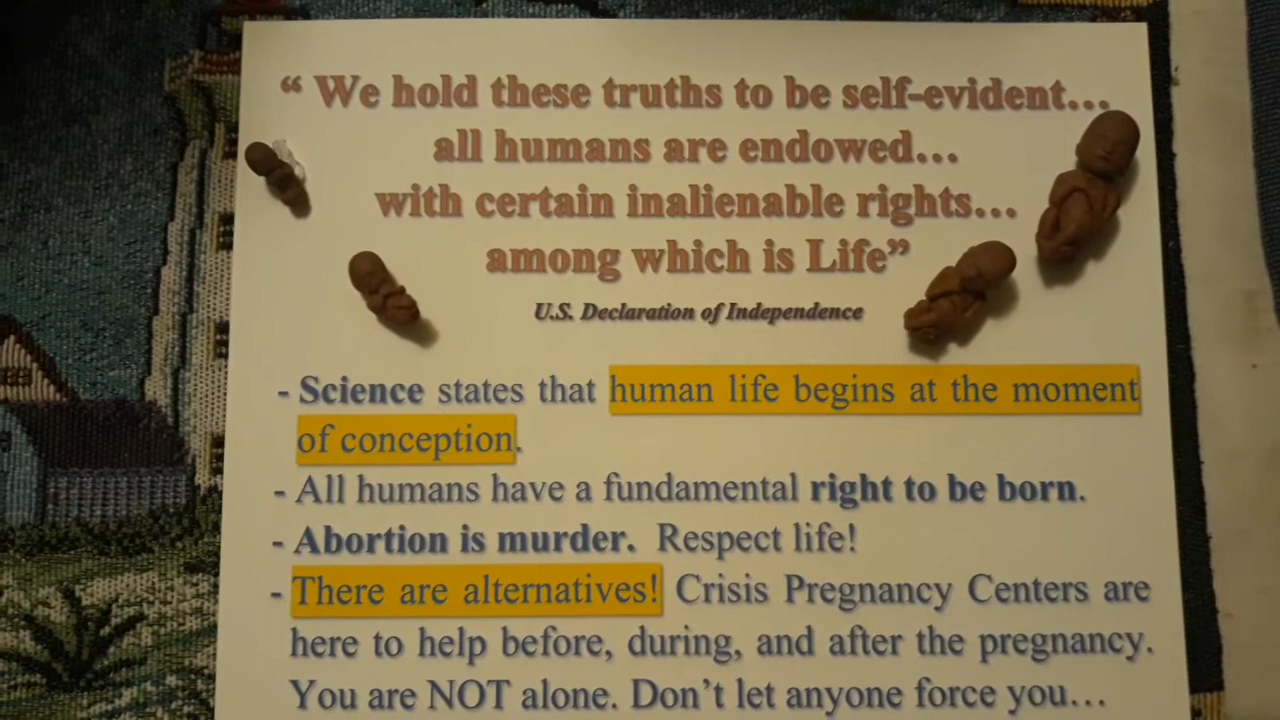 “ We hold these truths to be self-evident…
all humans are endowed…
with certain inalienable rights…
among which is Life”
U.S. Declaration of Independence
- Science states that human life begins at the moment
of conception.
- All humans have a fundamental right to be born.
- Abortion is murder. Respect life!
- There are alternatives! Crisis Pregnancy Centers are
here to help before, during, and after the pregnancy.
You are NOT alone. Don’t let anyone force you…